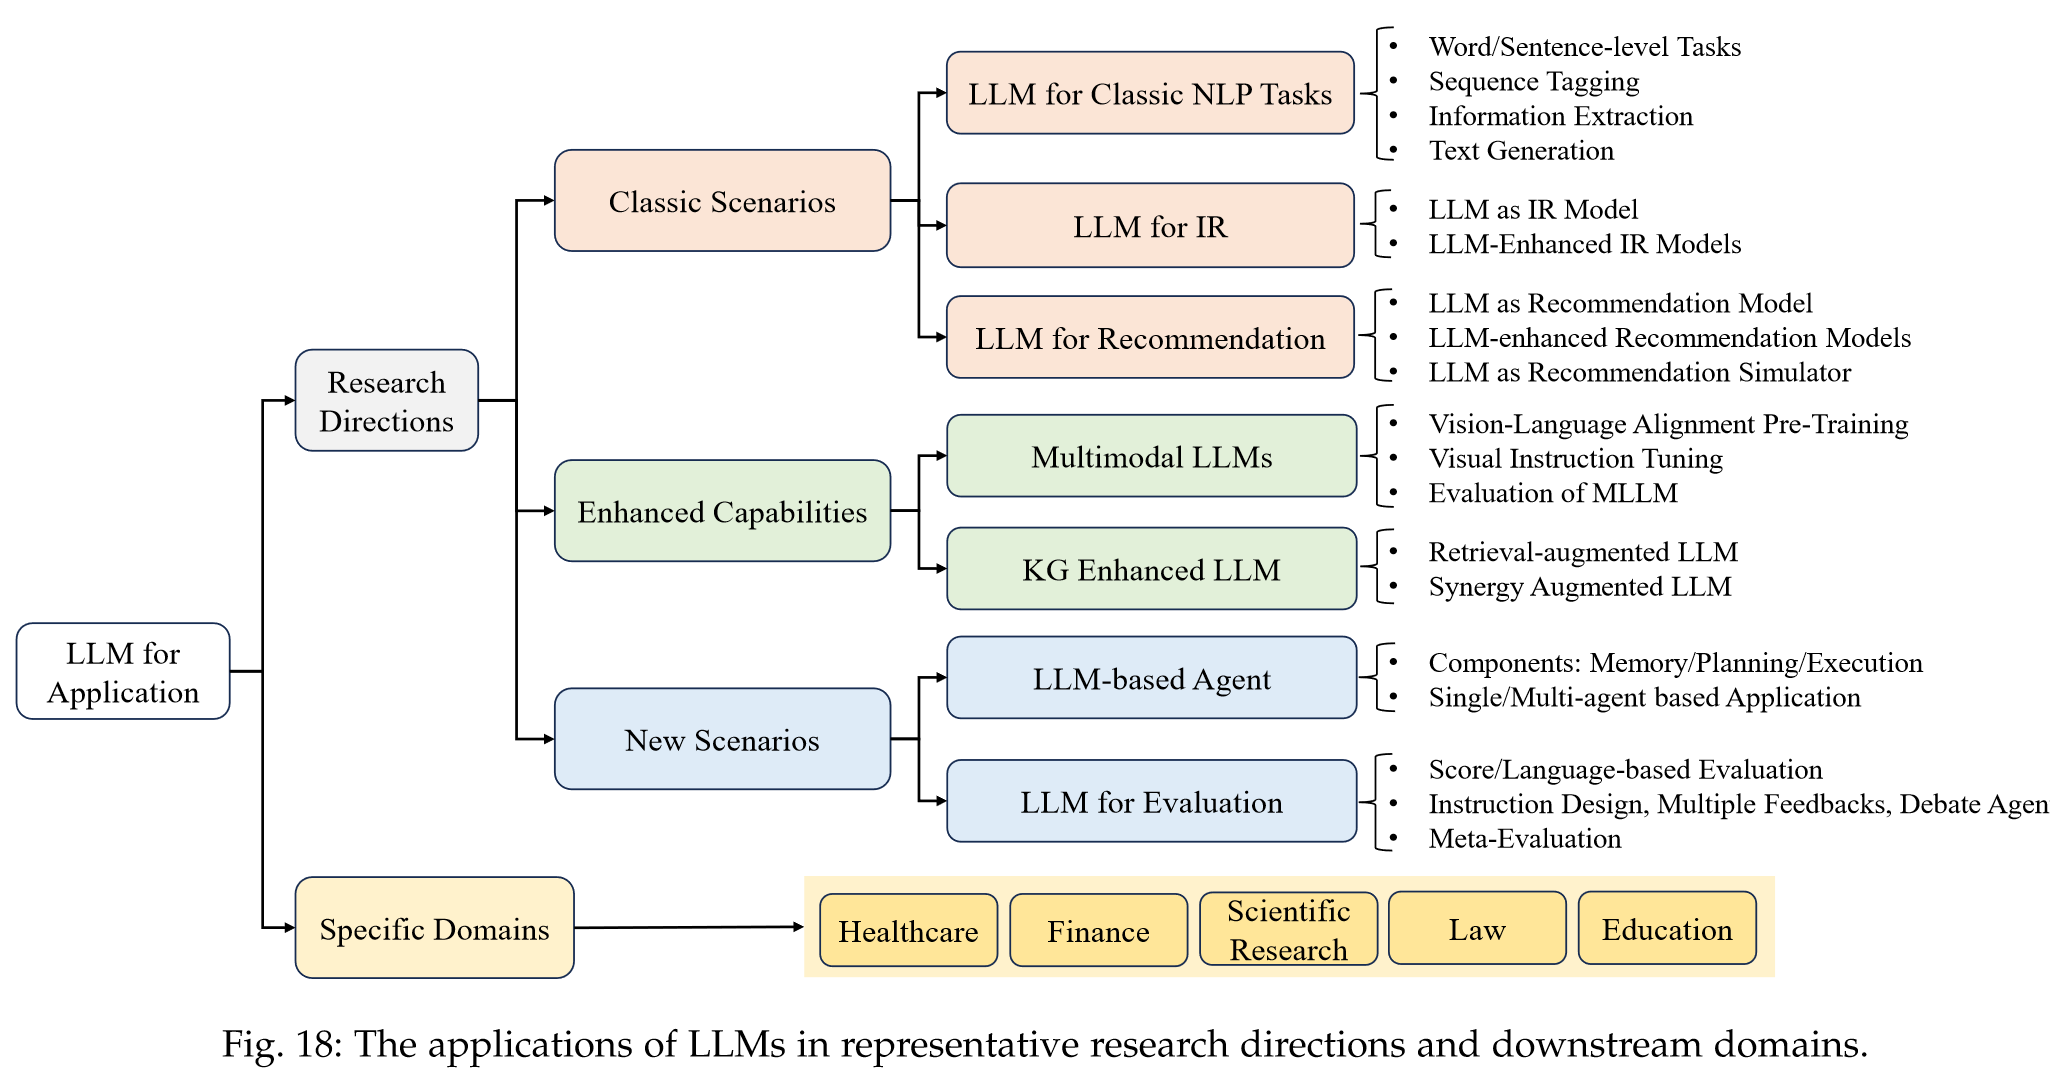 LLM for
Application
Research
Directions
Specific Domains
Classic Scenarios
Enhanced Capabilities
New Scenarios
LLM for Classic NLP Tasks
• Word/Sentence-level Tasks
• Sequence Tagging
• Information Extraction
• Text Generation
LLM for IR
• LLM as IR Model
• LLM-Enhanced IR Models
LLM for Recommendation
• LLM as Recommendation Model
• LLM-enhanced Recommendation Models
• LLM as Recommendation Simulator
Multimodal LLMs
• Vision-Language Alignment Pre-Training
• Visual Instruction Tuning
• Evaluation of MLLM
KG Enhanced LLM
• Retrieval-augmented LLM
• Synergy Augmented LLM
LLM-based Agent
• Components: Memory/Planning/Execution
• Single/Multi-agent based Application
LLM for Evaluation
• Score/Language-based Evaluation
• Instruction Design, Multiple Feedbacks, Debate Agen
• Meta-Evaluation
Healthcare
Finance
Scientific
Research
Law
Education
Fig. 18: The applications of LLMs in representative research directions and downstream domains.